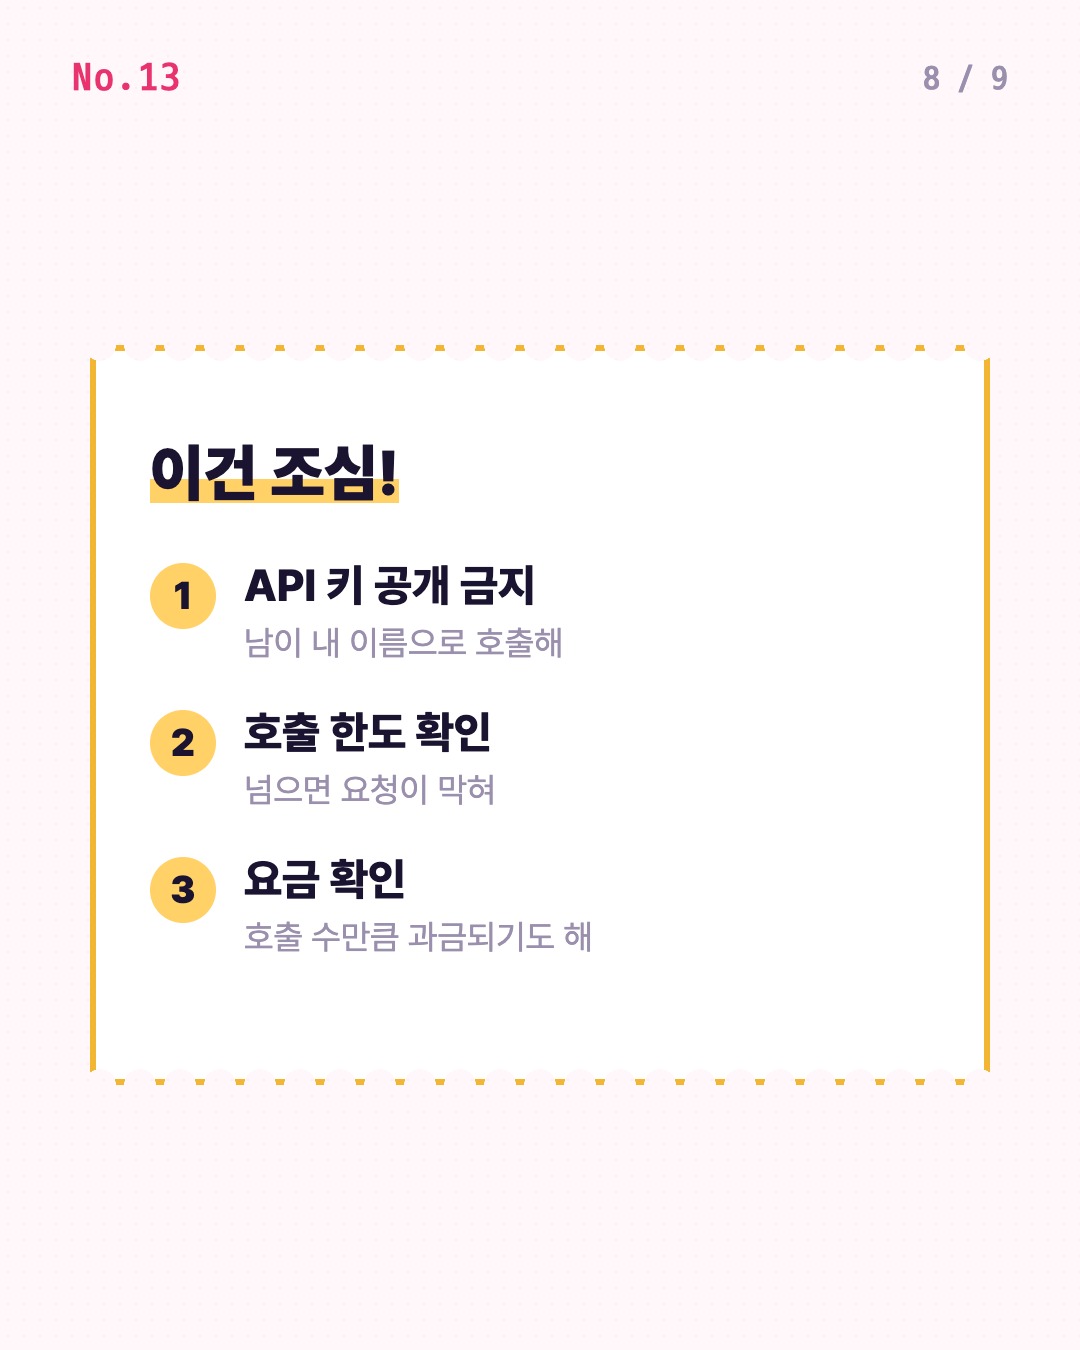 No.13
8 / 9
이건 조심!
1
API 키 공개 금지
남이 내 이름으로 호출해
2
호출 한도 확인
넘으면 요청이 막혀
3
요금 확인
호출 수만큼 과금되기도 해